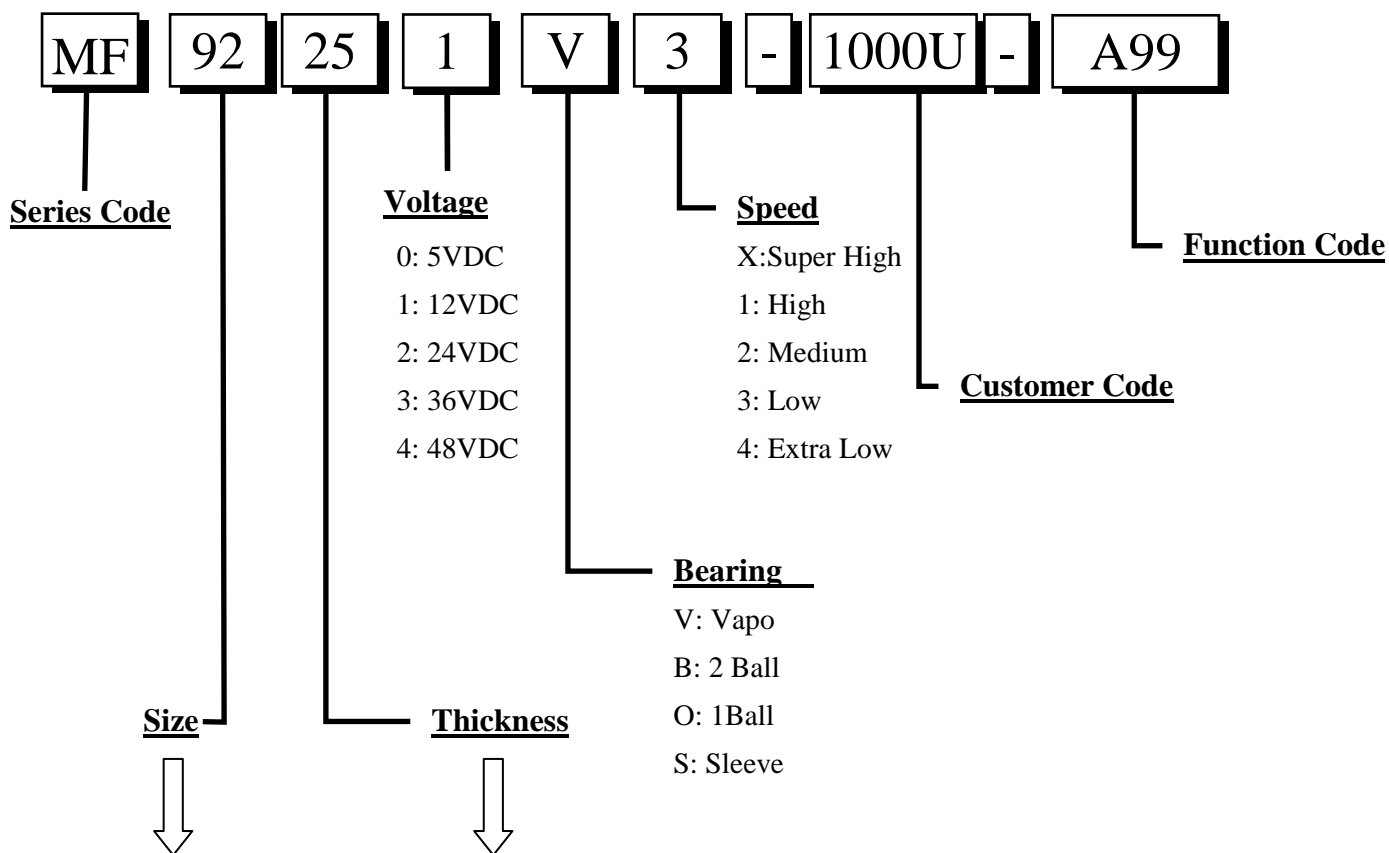 MF 92 25 1 V 3 - 1000U - A99
Series Code
Voltage
0: 5VDC
1: 12VDC
2: 24VDC
3: 36VDC
4: 48VDC
Speed
X:Super High
1: High
2: Medium
3: Low
4: Extra Low
Function Code
Customer Code
Bearing
V: Vapo
B: 2 Ball
O: 1Ball
S: Sleeve
Size
Thickness